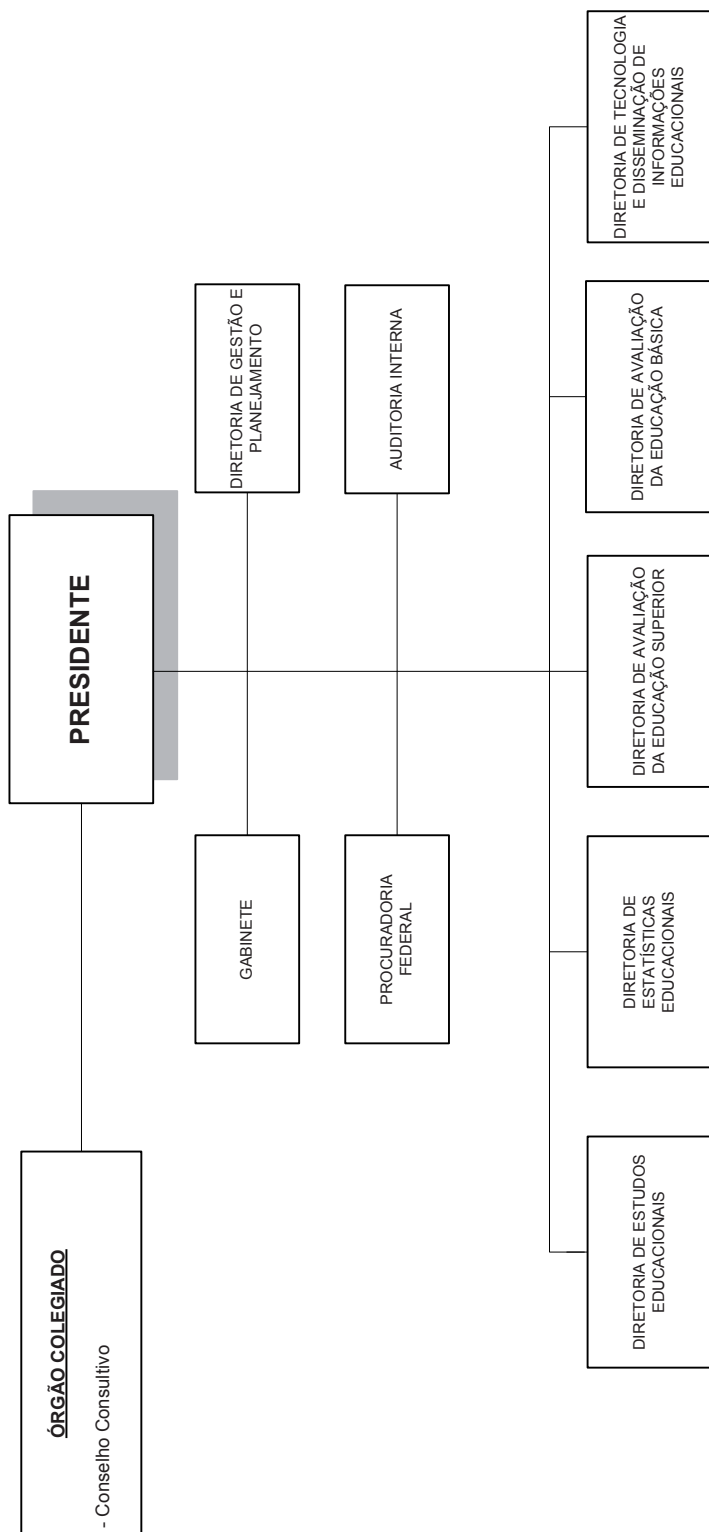 ÓRGÃO COLEGIADO
- Conselho Consultivo
PRESIDENTE
GABINETE
DIRETORIA DE GESTÃO E
PLANEJAMENTO
PROCURADORIA
FEDERAL
AUDITORIA INTERNA
DIRETORIA DE ESTUDOS
EDUCACIONAIS
DIRETORIA DE
ESTATÍSTICAS
EDUCACIONAIS
DIRETORIA DE AVALIAÇÃO
DA EDUCAÇÃO SUPERIOR
DIRETORIA DE AVALIAÇÃO
DA EDUCAÇÃO BÁSICA
DIRETORIA DE TECNOLOGIA
E DISSEMINAÇÃO DE
INFORMAÇÕES
EDUCACIONAIS